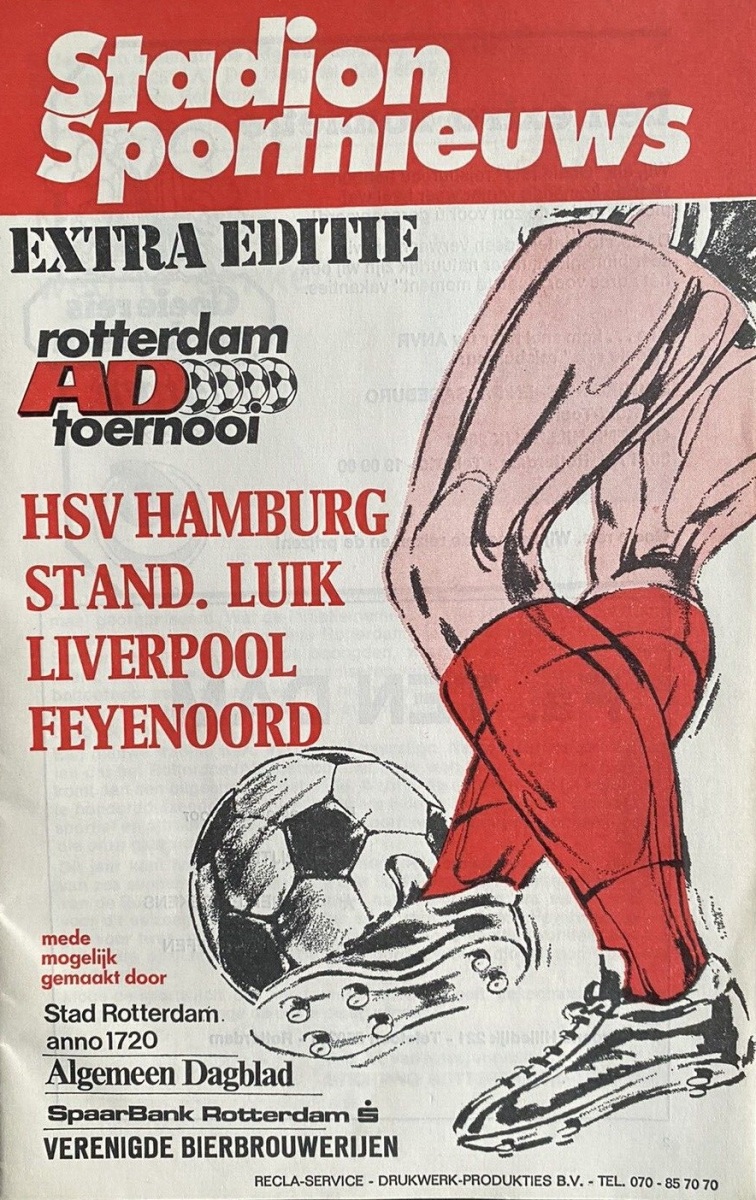 Stadion
Sportnieuws
EXTRA EDITIE
rotterdam
AD
toernooi
HSV HAMBURG
STAND. LUIK
LIVERPOOL
FEYENOORD
mede
mogelijk
gemaakt door
Stad Rotterdam.
anno 1720
Algemeen Dagblad
SpaarBank Rotterdam S
VERENIGDE BIERBROUWERIJEN
RECLA-SERVICE - DRUKWERK-PRODUKTIES B.V. - TEL. 070 - 85 70 70